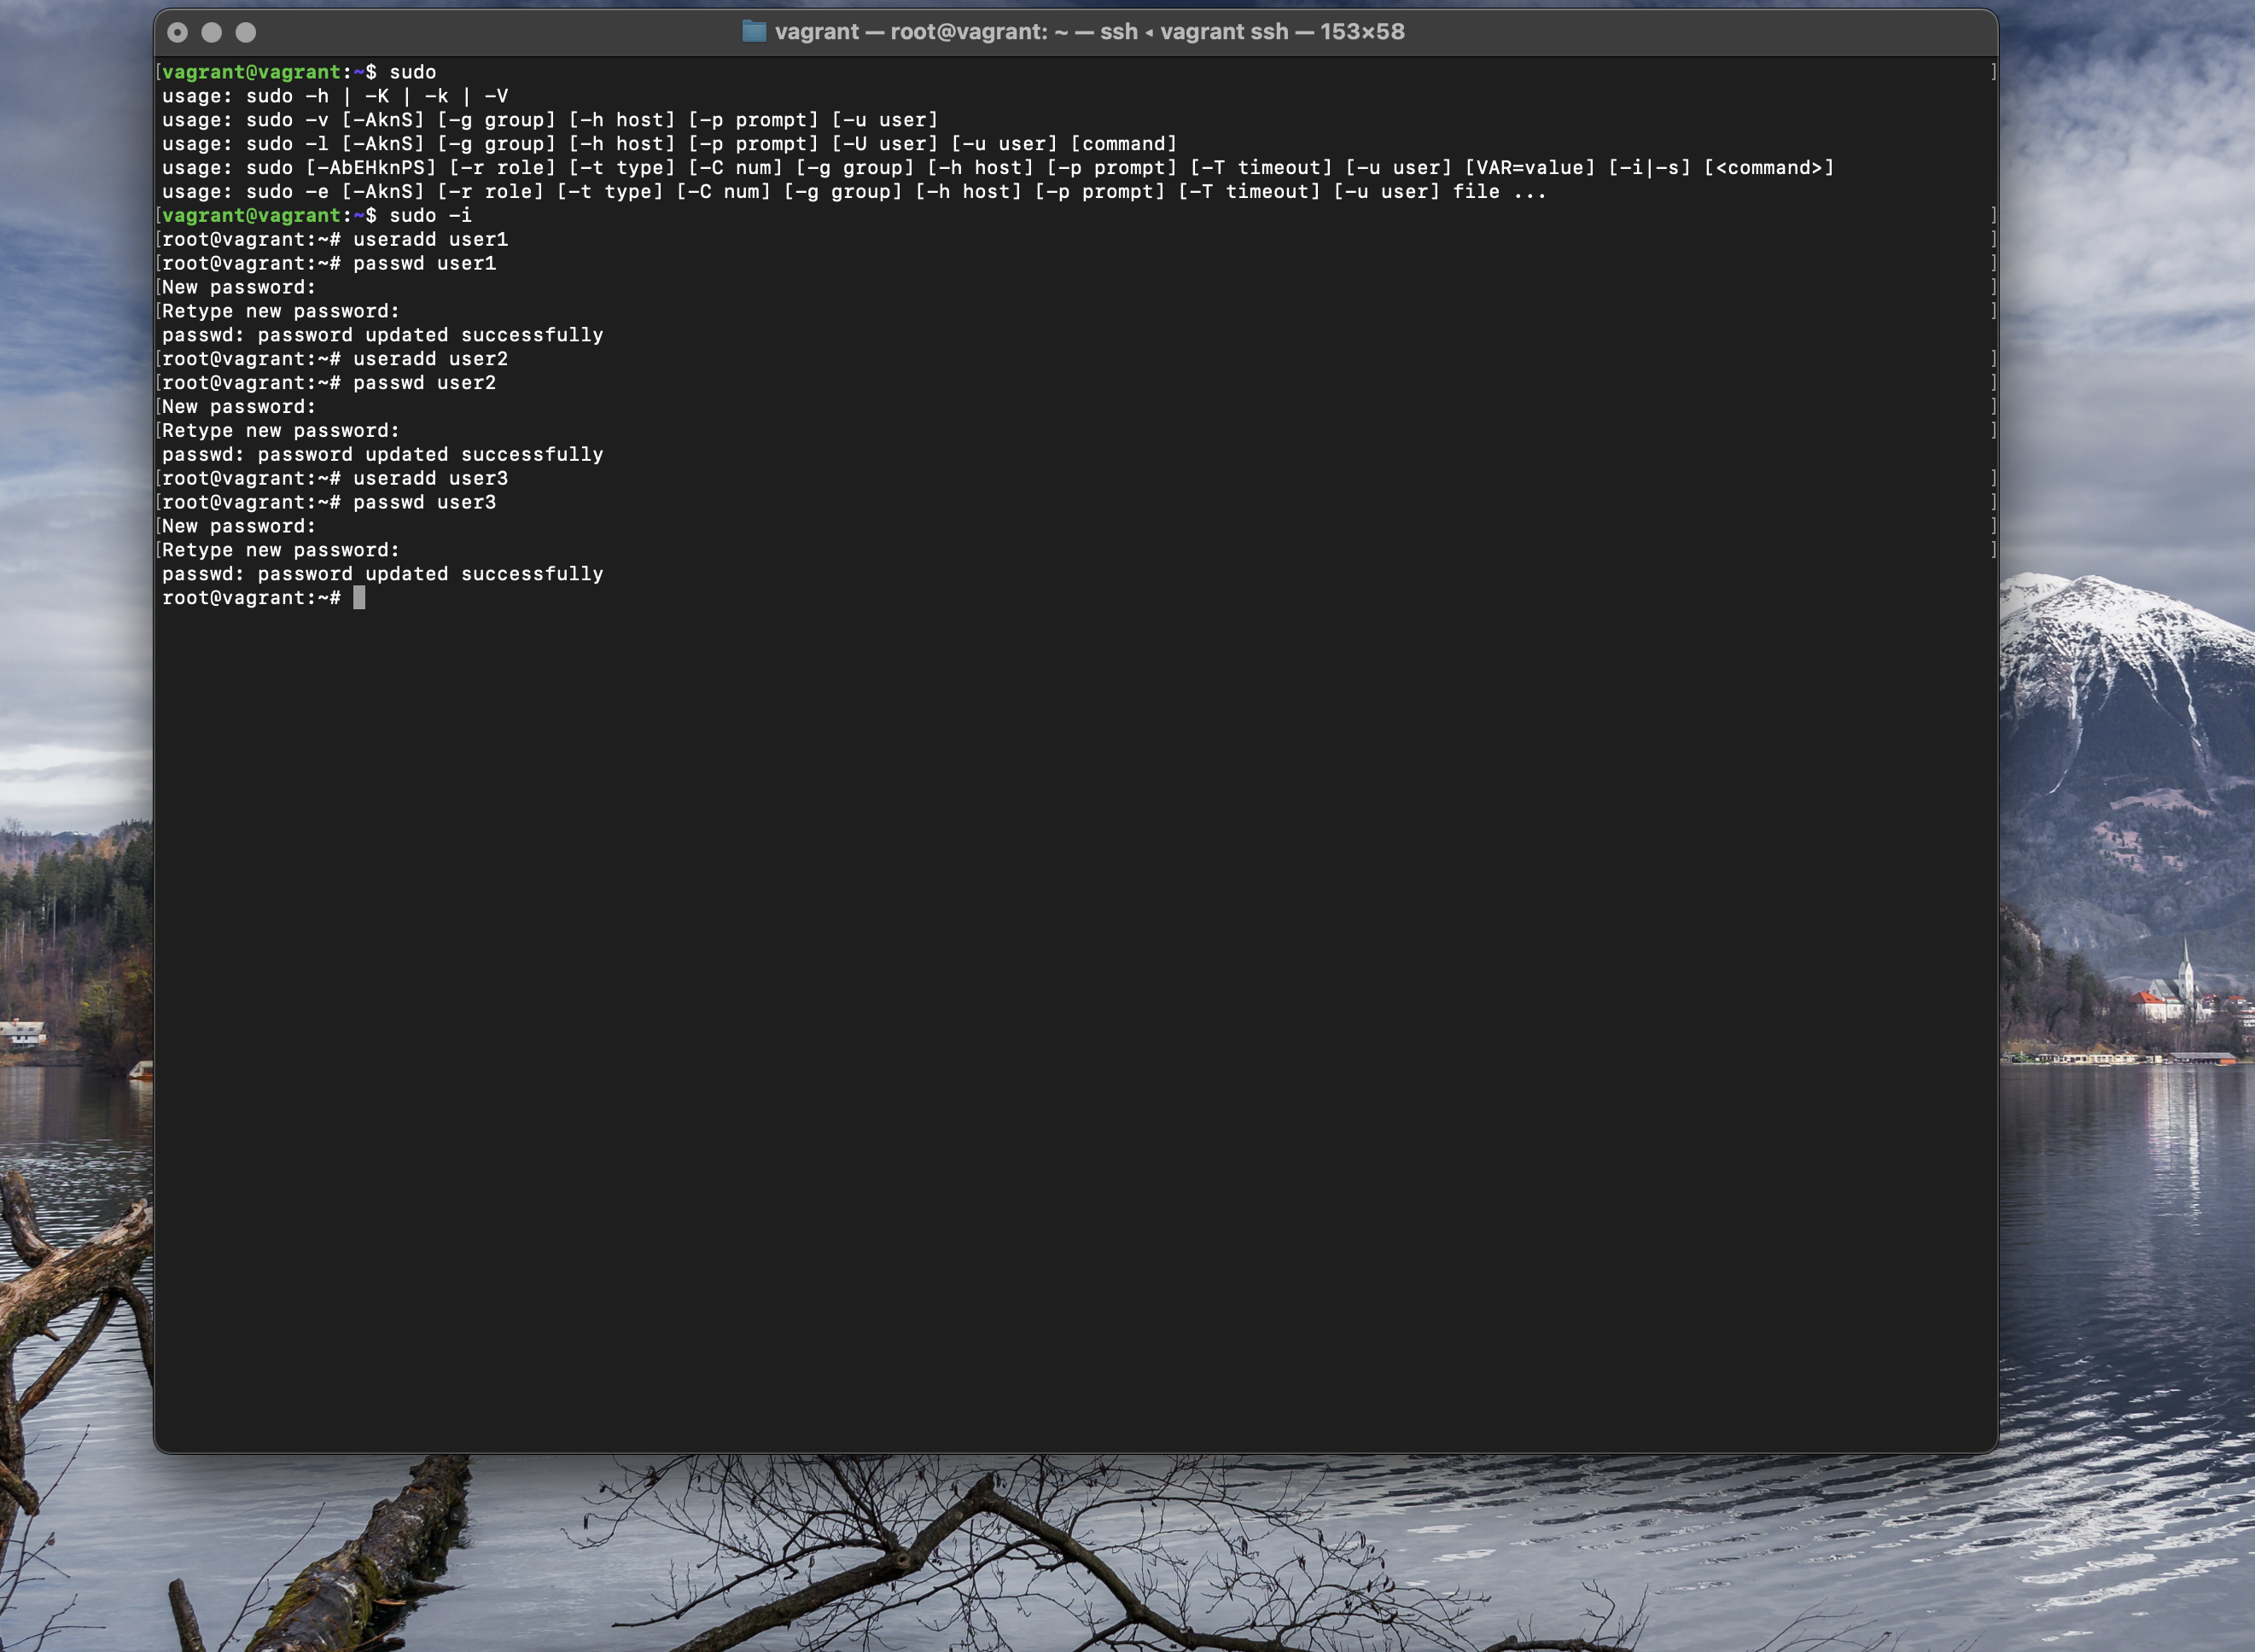 vagrant — root@vagrant: ~ — ssh ◂ vagrant ssh — 153×58
[vagrant@vagrant:~$ sudo ]
usage: sudo -h | -K | -k | -V
usage: sudo -v [-AknS] [-g group] [-h host] [-p prompt] [-u user]
usage: sudo -l [-AknS] [-g group] [-h host] [-p prompt] [-U user] [-u user] [command]
usage: sudo [-AbEHknPS] [-r role] [-t type] [-C num] [-g group] [-h host] [-p prompt] [-T timeout] [-u user] [VAR=value] [-i|-s] [<command>]
usage: sudo -e [-AknS] [-r role] [-t type] [-C num] [-g group] [-h host] [-p prompt] [-T timeout] [-u user] file ...
[vagrant@vagrant:~$ sudo -i ]
[root@vagrant:~# useradd user1 ]
[root@vagrant:~# passwd user1 ]
[New password: ]
[Retype new password: ]
passwd: password updated successfully
[root@vagrant:~# useradd user2 ]
[root@vagrant:~# passwd user2 ]
[New password: ]
[Retype new password: ]
passwd: password updated successfully
[root@vagrant:~# useradd user3 ]
[root@vagrant:~# passwd user3 ]
[New password: ]
[Retype new password: ]
passwd: password updated successfully
root@vagrant:~#